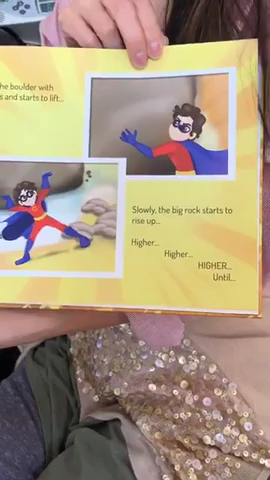 he boulder with
s and starts to lift...
Slowly, the big rock starts to
rise up...
Higher...
Higher...
HIGHER...
Until...